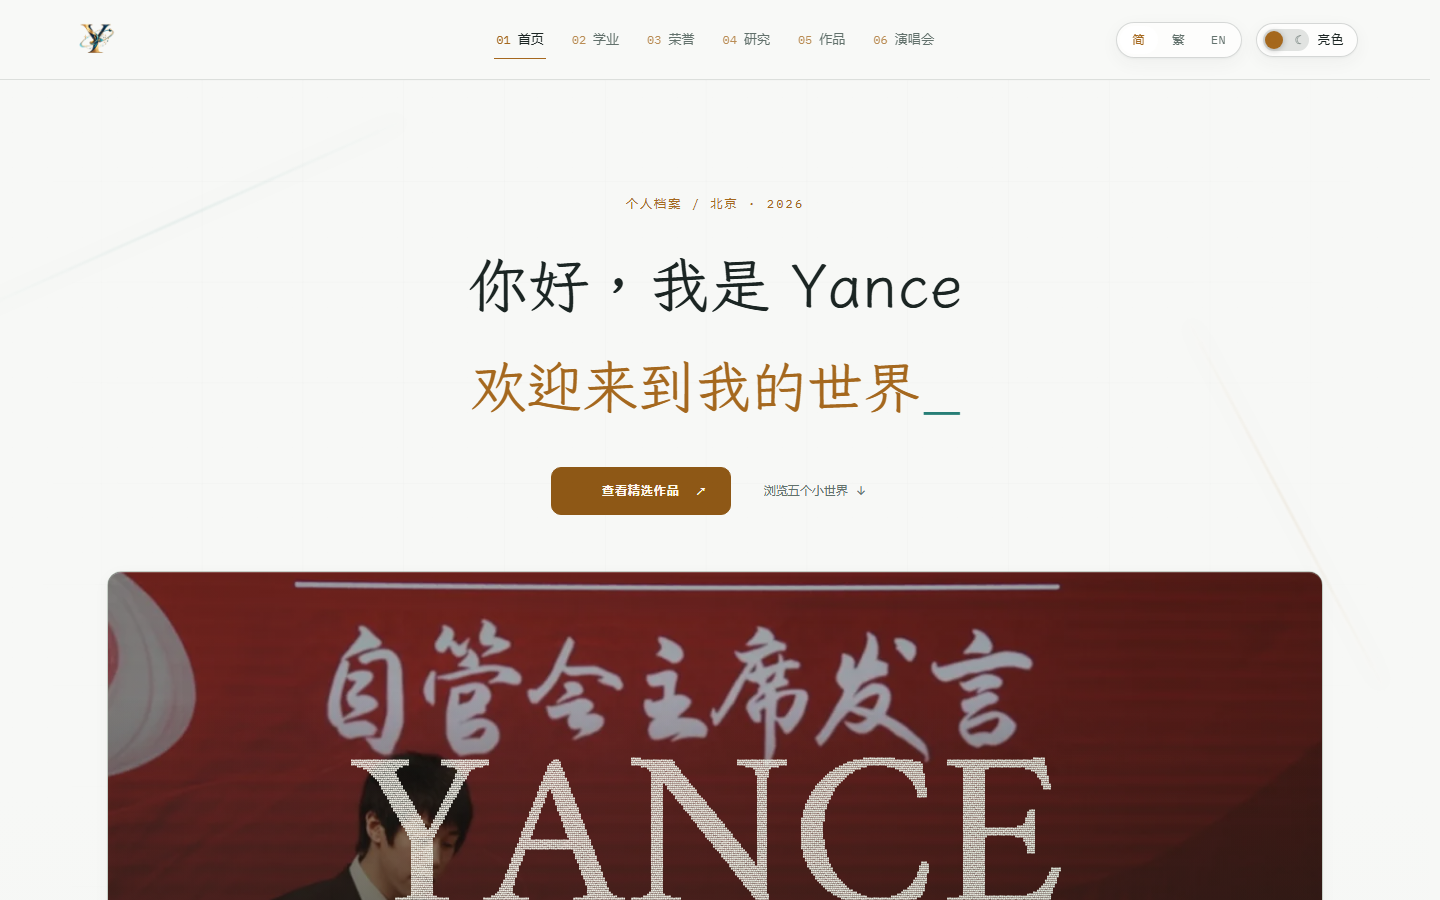 Y
01 首页 02 学业 03 荣誉 04 研究 05 作品 06 演唱会
简 繁 EN
☾ 亮色
个人档案 / 北京 · 2026
你好，我是 Yance
欢迎来到我的世界_
查看精选作品 ↗
浏览五个小世界 ↓
自管会主席发言
YANCE